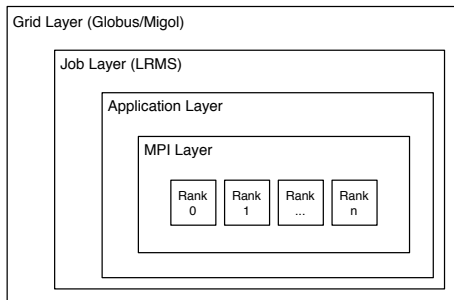 Grid Layer (Globus/Migol)
Job Layer (LRMS)
Application Layer
MPI Layer
Rank Rank Rank Rank
0 1 ... n